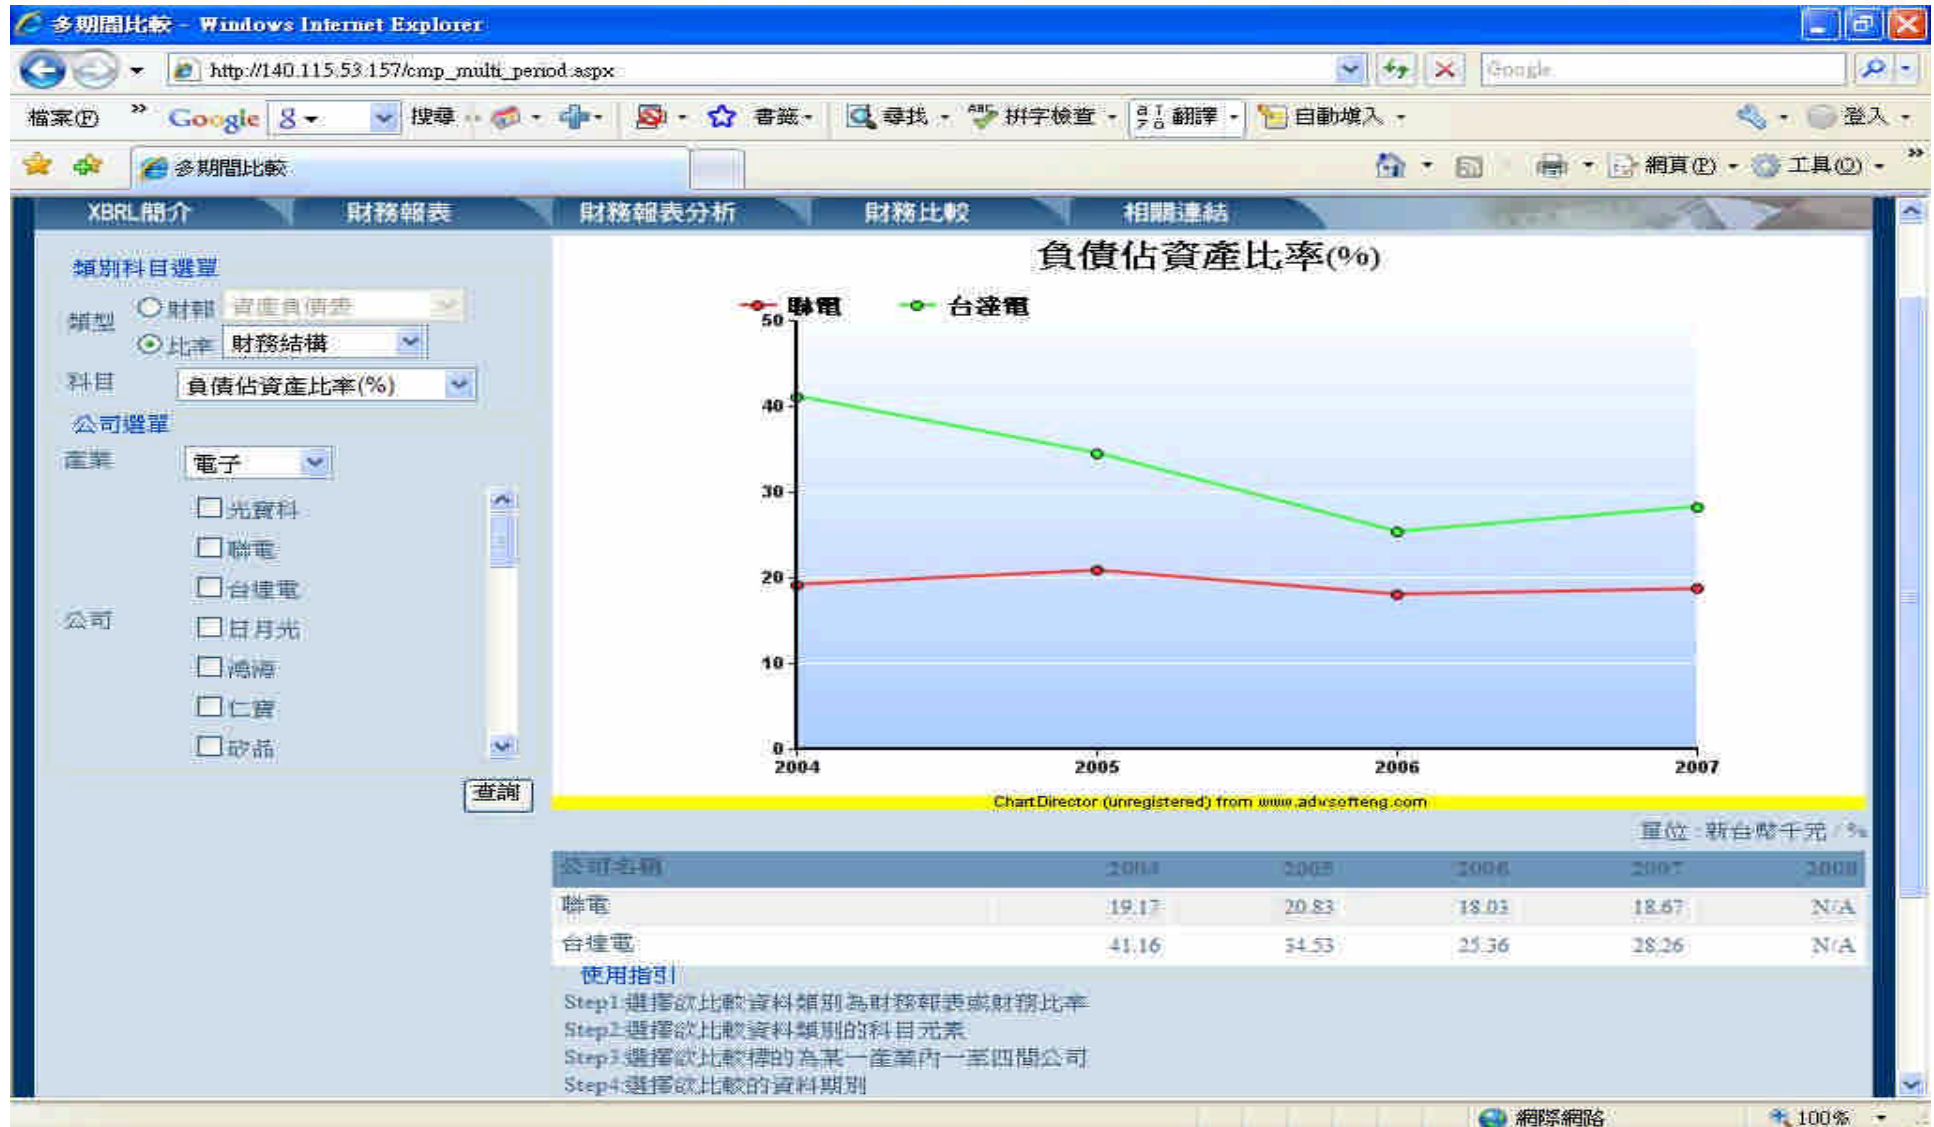 多期間比較 - Windows Internet Explorer
http://140.115.53.157/cmp_multi_period.aspx
Google
檔案(F) » Google 搜尋 書籤 尋找 拼字檢查 翻譯 自動填入 登入
多期間比較 網頁(P) 工具(O) »
XBRL簡介 財務報表 財務報表分析 財務比較 相關連結
類別科目選單
類型 財報 資產負債表
比率 財務結構
科目 負債佔資產比率(%)
公司選單
產業 電子
光寶科
聯電
台達電
公司 日月光
鴻海
仁寶
矽品
查詢
負債佔資產比率(%)
聯電 台達電
50
40
30
20
10
0
2004 2005 2006 2007
ChartDirector (unregistered) from www.advsofteng.com
單位 : 新台幣千元 / %
公司名稱 2004 2005 2006 2007 2008
聯電 19.17 20.83 18.03 18.67 N/A
台達電 41.16 34.53 25.36 28.26 N/A
使用指引
Step1:選擇欲比較資料類別為財務報表或財務比率
Step2:選擇欲比較資料類別的科目元素
Step3:選擇欲比較標的為某一產業內一至四間公司
Step4:選擇欲比較的資料期別
網際網路 100%